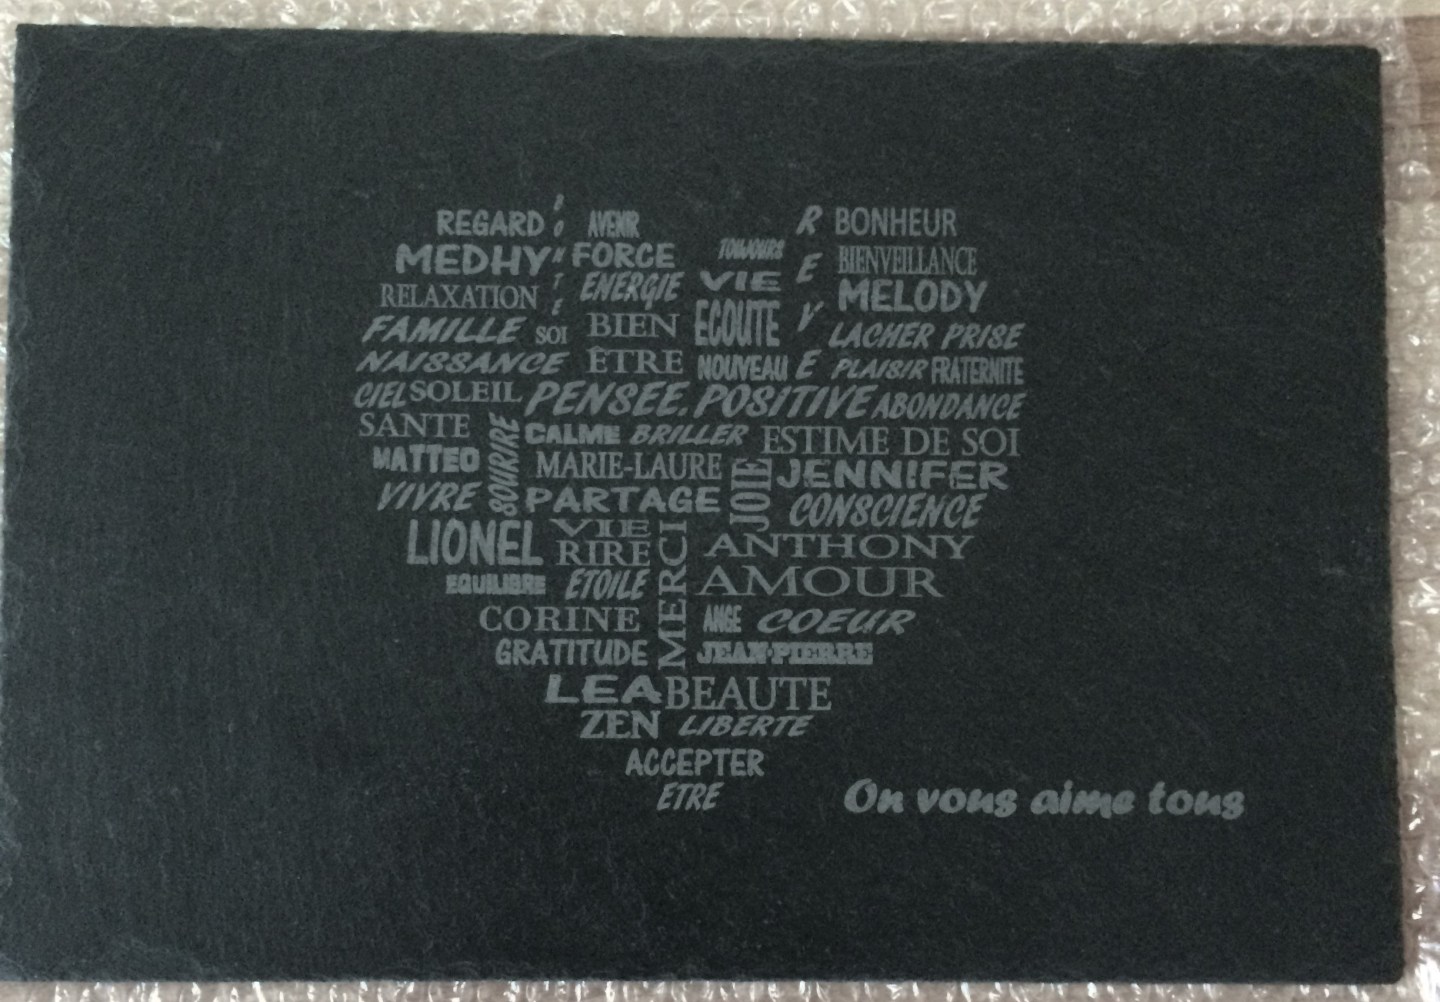 REGARD AVENIR R BONHEUR
MEDHY FORCE TOUJOURS E BIENVEILLANCE
RELAXATION ENERGIE VIE MELODY
FAMILLE SOI BIEN ECOUTE V LACHER PRISE
NAISSANCE ÊTRE NOUVEAU E PLAISIR FRATERNITE
CIEL SOLEIL PENSEE. POSITIVE ABONDANCE
SANTE SOURIRE CALME BRILLER ESTIME DE SOI
MATTEO MARIE-LAURE JOIE JENNIFER
VIVRE PARTAGE CONSCIENCE
LIONEL VIE MERCI ANTHONY
RIRE
EQUILIBRE ETOILE AMOUR
CORINE ANGE COEUR
GRATITUDE JEAN-PIERRE
LEA BEAUTE
ZEN LIBERTE
ACCEPTER
ETRE
On vous aime tous